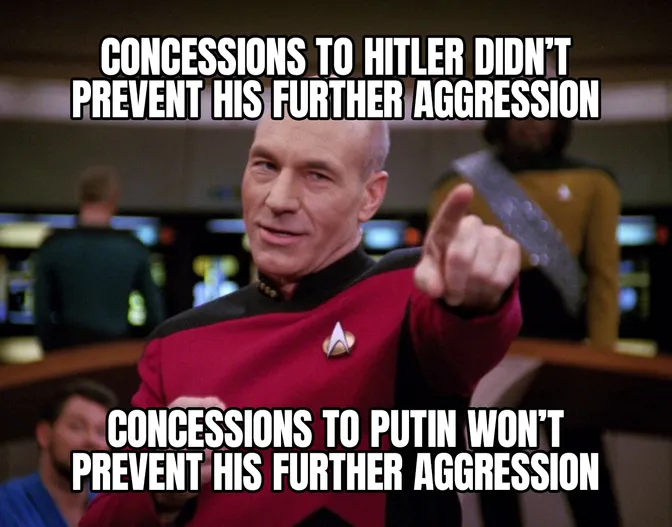 CONCESSIONS TO HITLER DIDN'T
PREVENT HIS FURTHER AGGRESSION
CONCESSIONS TO PUTIN WON'T
PREVENT HIS FURTHER AGGRESSION